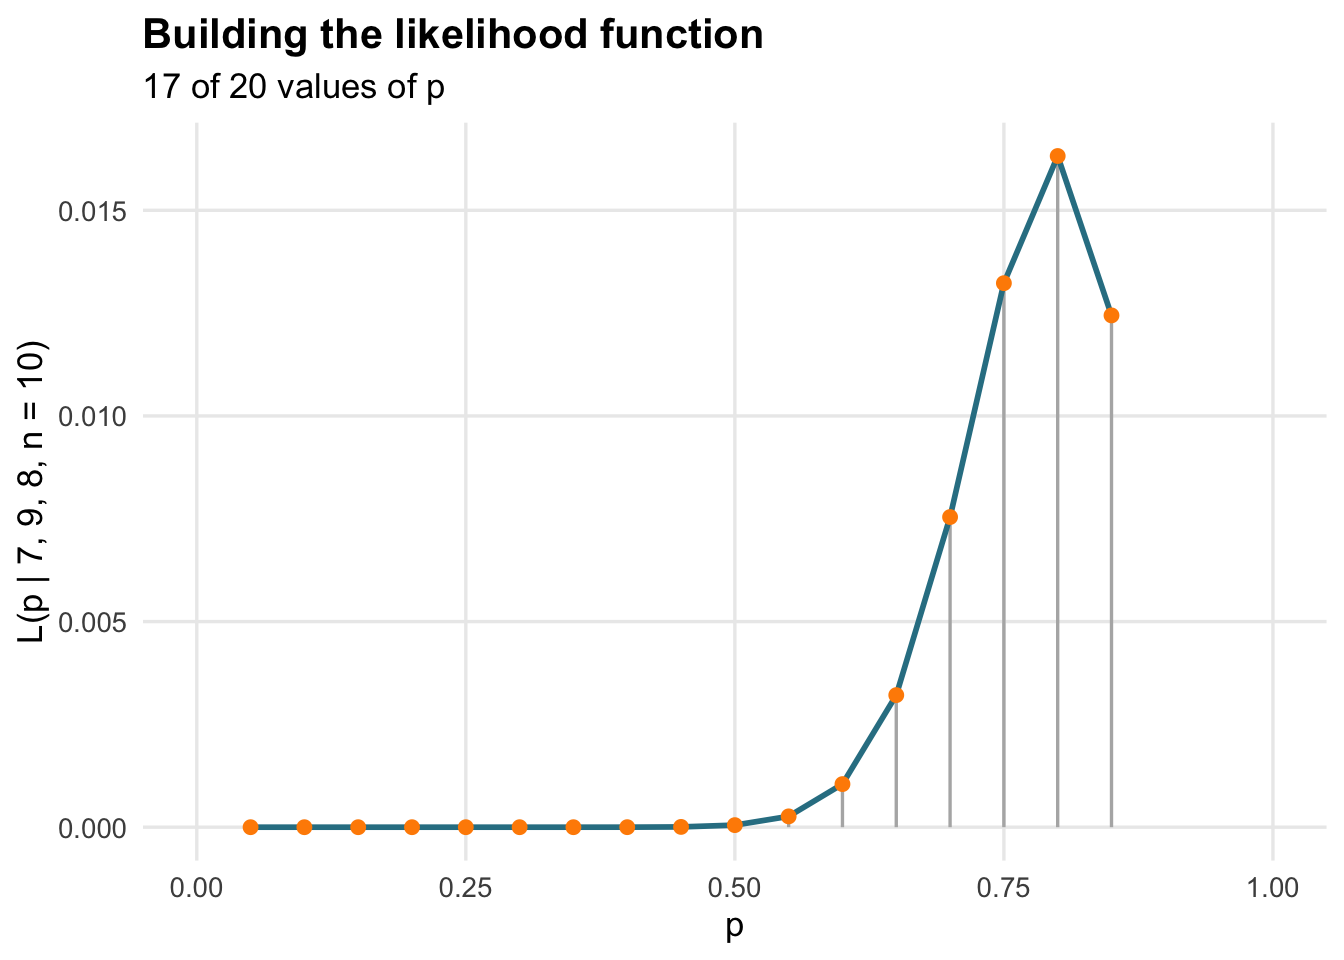 Building the likelihood function
17 of 20 values of p
L(p | 7, 9, 8, n = 10)
0.015
0.010
0.005
0.000
0.00 0.25 0.50 0.75 1.00
p